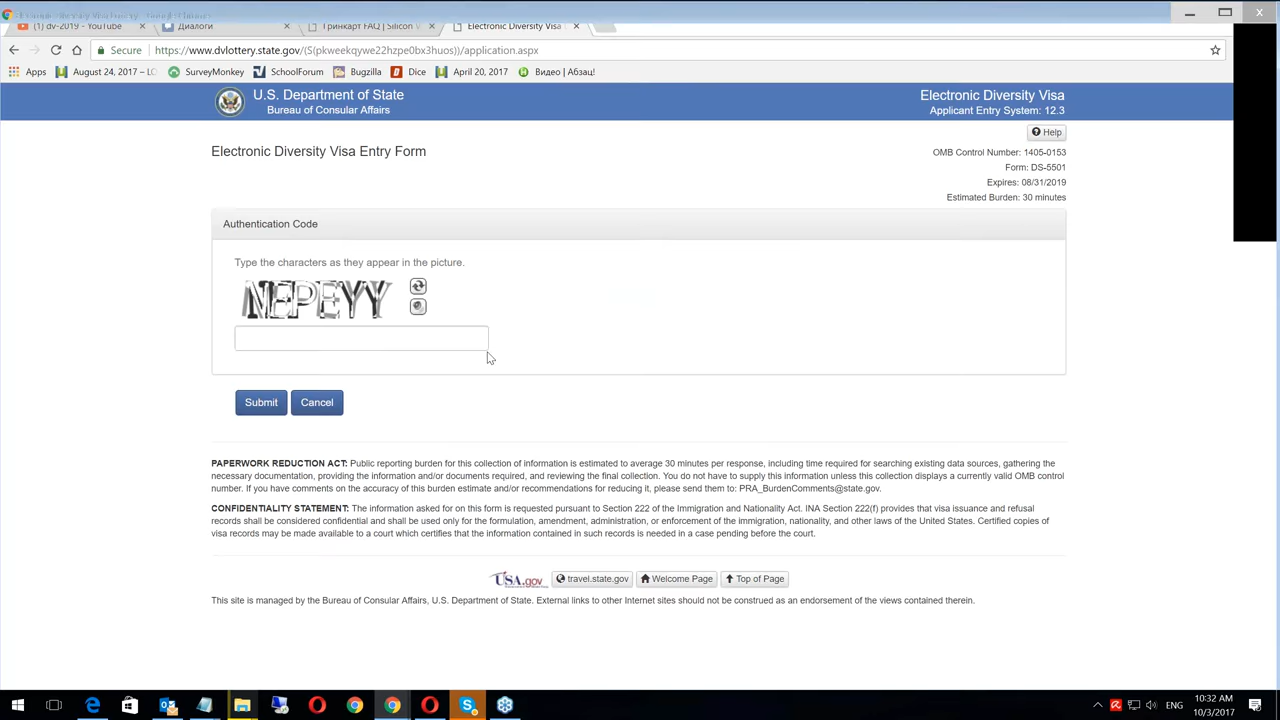 (1) dv-2019 - YouTube
Диалоги
Гринкарт FAQ | Silicon V
Electronic Diversity Visa
Secure
https://www.dvlottery.state.gov/(S(pkweekqywe22hzpe0bx3huos))/application.aspx
Apps
August 24, 2017 – LO
SurveyMonkey
SchoolForum
Bugzilla
Dice
April 20, 2017
Видео | Абзац!
U.S. Department of State
Bureau of Consular Affairs
Electronic Diversity Visa
Applicant Entry System: 12.3
Help
Electronic Diversity Visa Entry Form
OMB Control Number: 1405-0153
Form: DS-5501
Expires: 08/31/2019
Estimated Burden: 30 minutes
Authentication Code
Type the characters as they appear in the picture.
NEPEYY
Submit
Cancel
PAPERWORK REDUCTION ACT: Public reporting burden for this collection of information is estimated to average 30 minutes per response, including time required for searching existing data sources, gathering the
necessary documentation, providing the information and/or documents required, and reviewing the final collection. You do not have to supply this information unless this collection displays a currently valid OMB control
number. If you have comments on the accuracy of this burden estimate and/or recommendations for reducing it, please send them to: PRA_BurdenComments@state.gov.
CONFIDENTIALITY STATEMENT: The information asked for on this form is requested pursuant to Section 222 of the Immigration and Nationality Act. INA Section 222(f) provides that visa issuance and refusal
records shall be considered confidential and shall be used only for the formulation, amendment, administration, or enforcement of the immigration, nationality, and other laws of the United States. Certified copies of
visa records may be made available to a court which certifies that the information contained in such records is needed in a case pending before the court.
USA.gov
travel.state.gov
Welcome Page
Top of Page
This site is managed by the Bureau of Consular Affairs, U.S. Department of State. External links to other Internet sites should not be construed as an endorsement of the views contained therein.
ENG
10:32 AM
10/3/2017